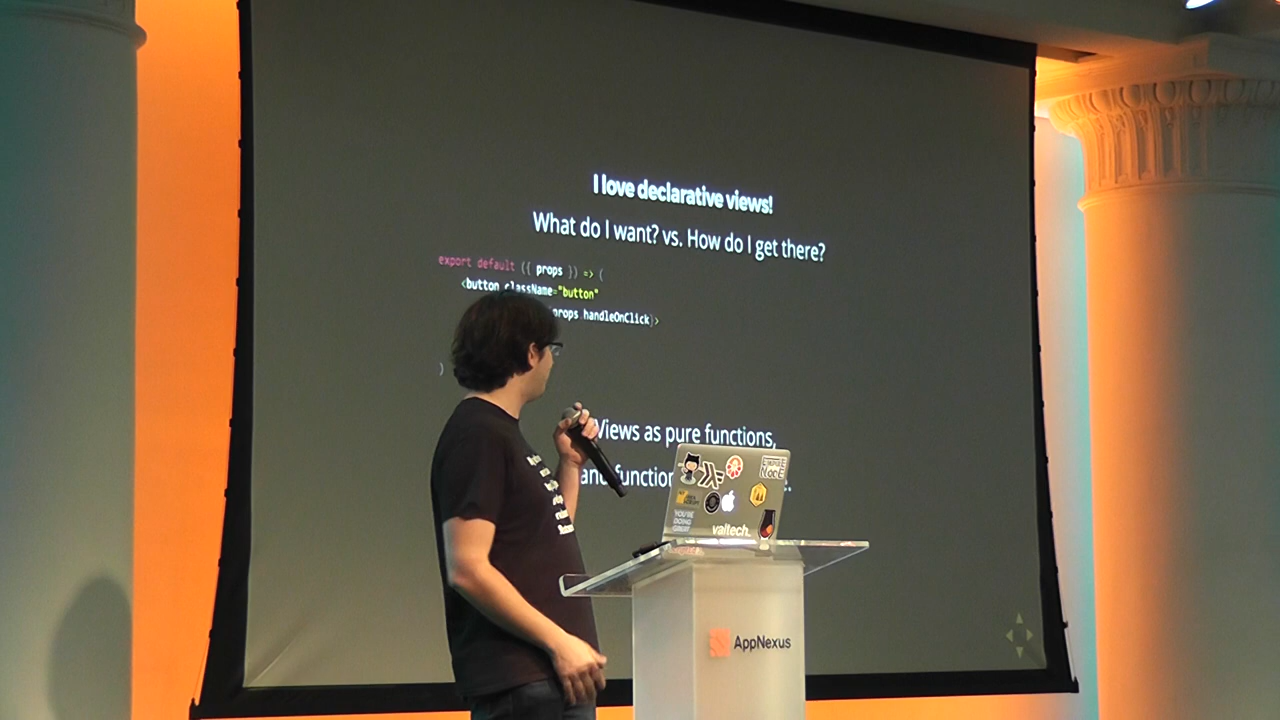 I love declarative views!
What do I want? vs. How do I get there?
export default ({ props }) => (
<button className="button"
props.handleOnClick}>
)
Views as pure functions,
and function
NODE
YOU'RE
DOING
GREAT
valtech.
AppNexus